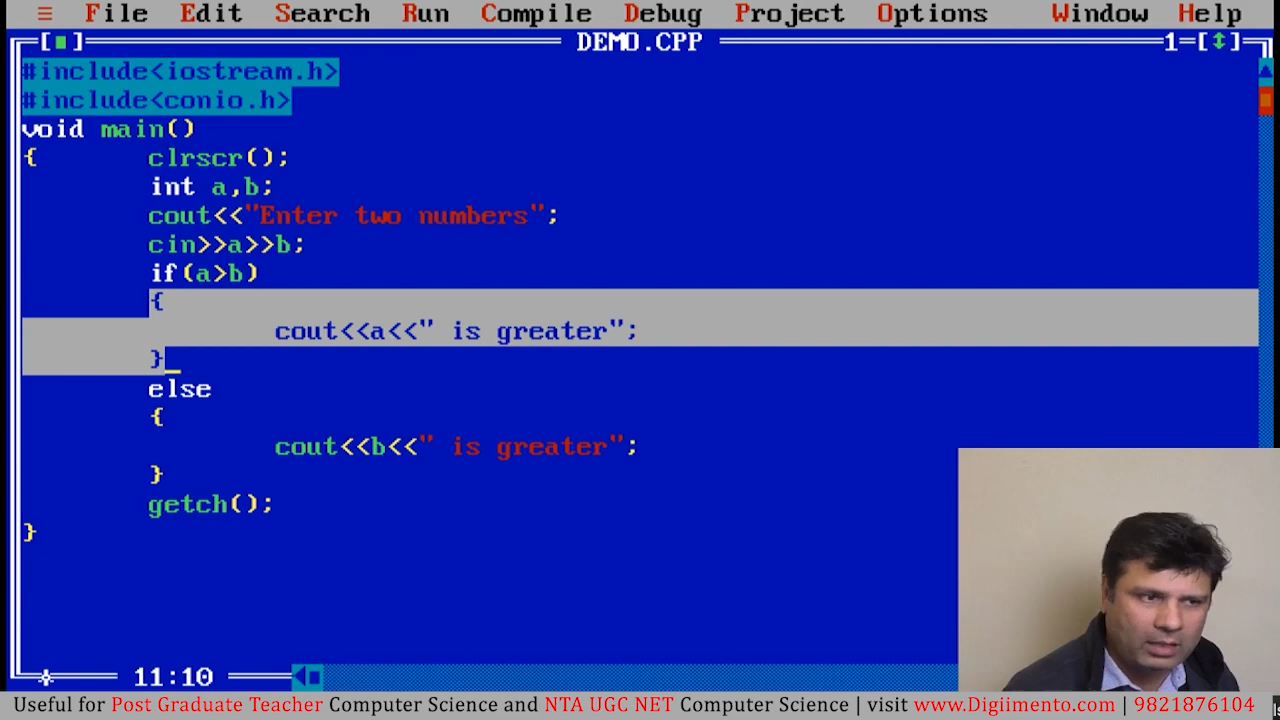 ≡ File Edit Search Run Compile Debug Project Options Window Help
[■] DEMO.CPP 1=[↕]
#include<iostream.h>
#include<conio.h>
void main()
{ clrscr();
int a,b;
cout<<"Enter two numbers";
cin>>a>>b;
if(a>b)
{
cout<<a<<" is greater";
}
else
{
cout<<b<<" is greater";
}
getch();
}
11:10
Useful for Post Graduate Teacher Computer Science and NTA UGC NET Computer Science | visit www.Digiimento.com | 9821876104